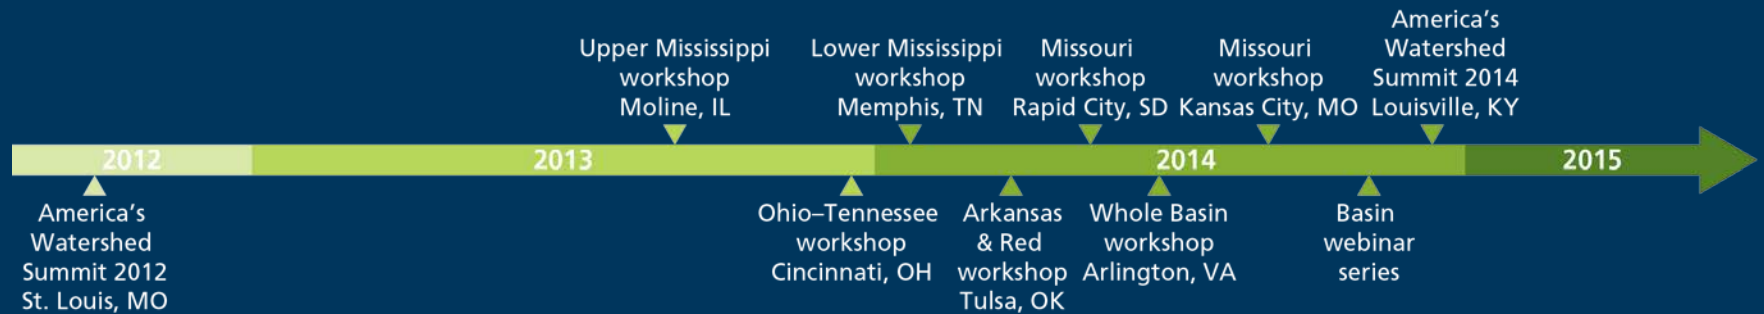 Upper Mississippi
workshop
Moline, IL
Lower Mississippi
workshop
Memphis, TN
Missouri
workshop
Rapid City, SD
Missouri
workshop
Kansas City, MO
America’s
Watershed
Summit 2014
Louisville, KY
2012
2013
2014
2015
America’s
Watershed
Summit 2012
St. Louis, MO
Ohio–Tennessee
workshop
Cincinnati, OH
Arkansas
& Red
workshop
Tulsa, OK
Whole Basin
workshop
Arlington, VA
Basin
webinar
series